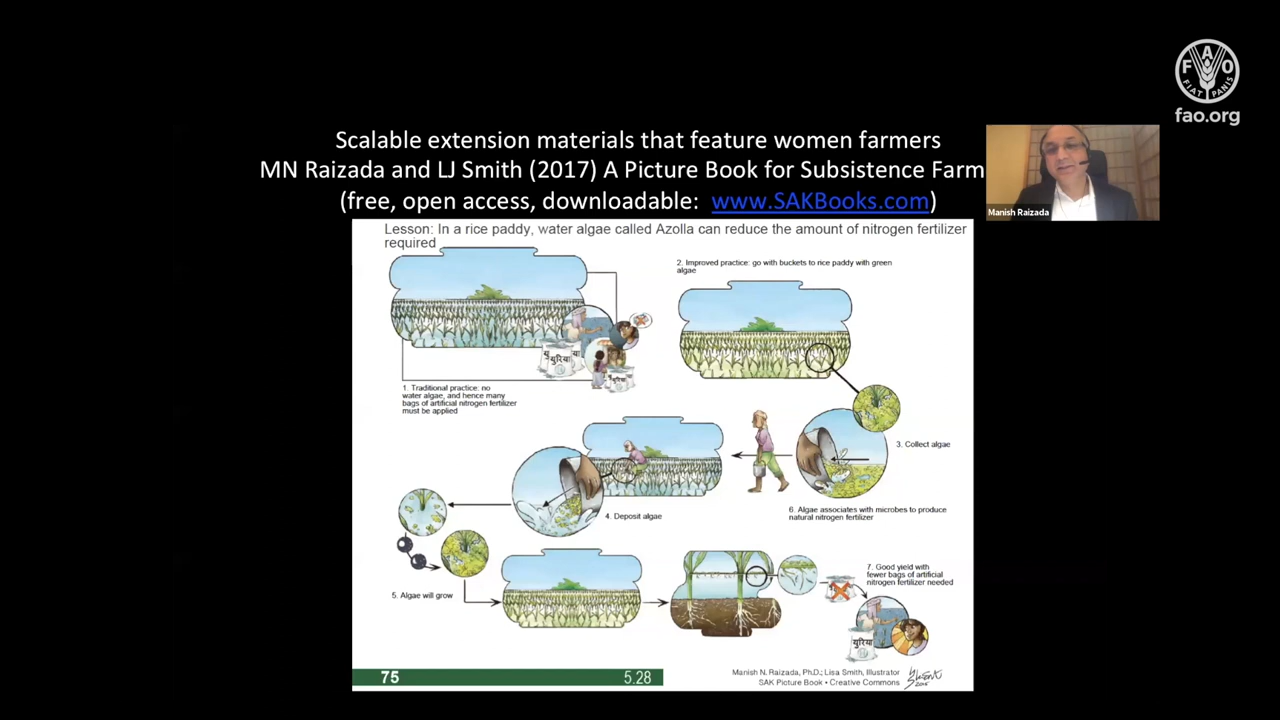 Scalable extension materials that feature women farmers
MN Raizada and LJ Smith (2017) A Picture Book for Subsistence Farm
(free, open access, downloadable: www.SAKBooks.com)
FAO
FIAT PANIS
fao.org
Manish Raizada
Lesson: In a rice paddy, water algae called Azolla can reduce the amount of nitrogen fertilizer
required
2. Improved practice: go with buckets to rice paddy with green
algae
यूरिया
1. Traditional practice: no
water algae, and hence many
bags of artificial nitrogen fertilizer
must be applied
3. Collect algae
6. Algae associates with microbes to produce
natural nitrogen fertilizer
4. Deposit algae
5. Algae will grow
7. Good yield with
fewer bags of artificial
nitrogen fertilizer needed
यूरिया
75
5.28
Manish N. Raizada, Ph.D.; Lisa Smith, Illustrator
SAK Picture Book • Creative Commons